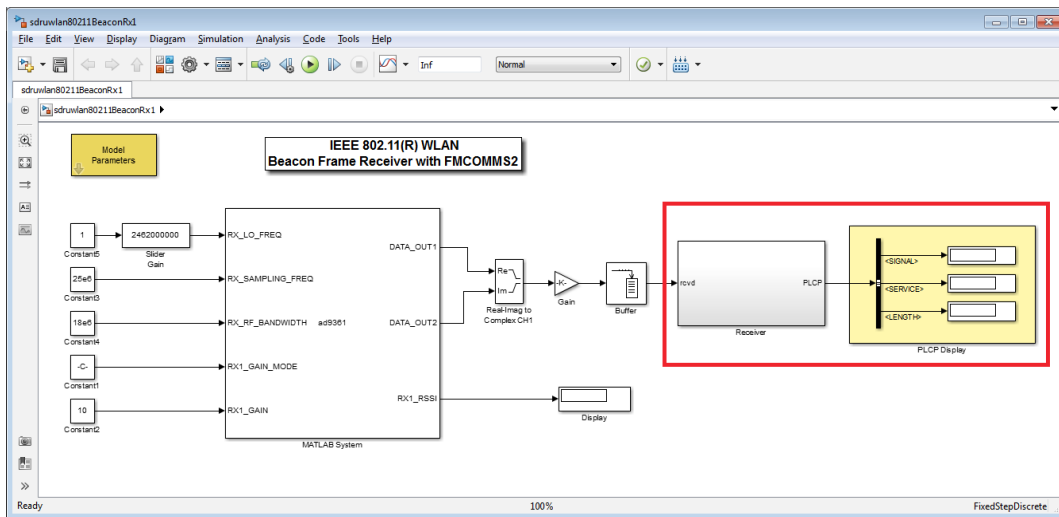 sdruwlan80211BeaconRx1
File Edit View Display Diagram Simulation Analysis Code Tools Help
Inf
Normal
sdruwlan80211BeaconRx1
sdruwlan80211BeaconRx1
Model
Parameters
IEEE 802.11(R) WLAN
Beacon Frame Receiver with FMCOMMS2
1
Constant5
2462000000
Slider
Gain
25e6
Constant3
18e6
Constant4
-C-
Constant1
10
Constant2
RX_LO_FREQ
RX_SAMPLING_FREQ
RX_RF_BANDWIDTH
RX1_GAIN_MODE
RX1_GAIN
ad9361
DATA_OUT1
DATA_OUT2
RX1_RSSI
MATLAB System
Re
Im
Real-Imag to
Complex CH1
-K-
Gain
Buffer
Display
rcvd
PLCP
Receiver
<SIGNAL>
<SERVICE>
<LENGTH>
PLCP Display
Ready
100%
FixedStepDiscrete